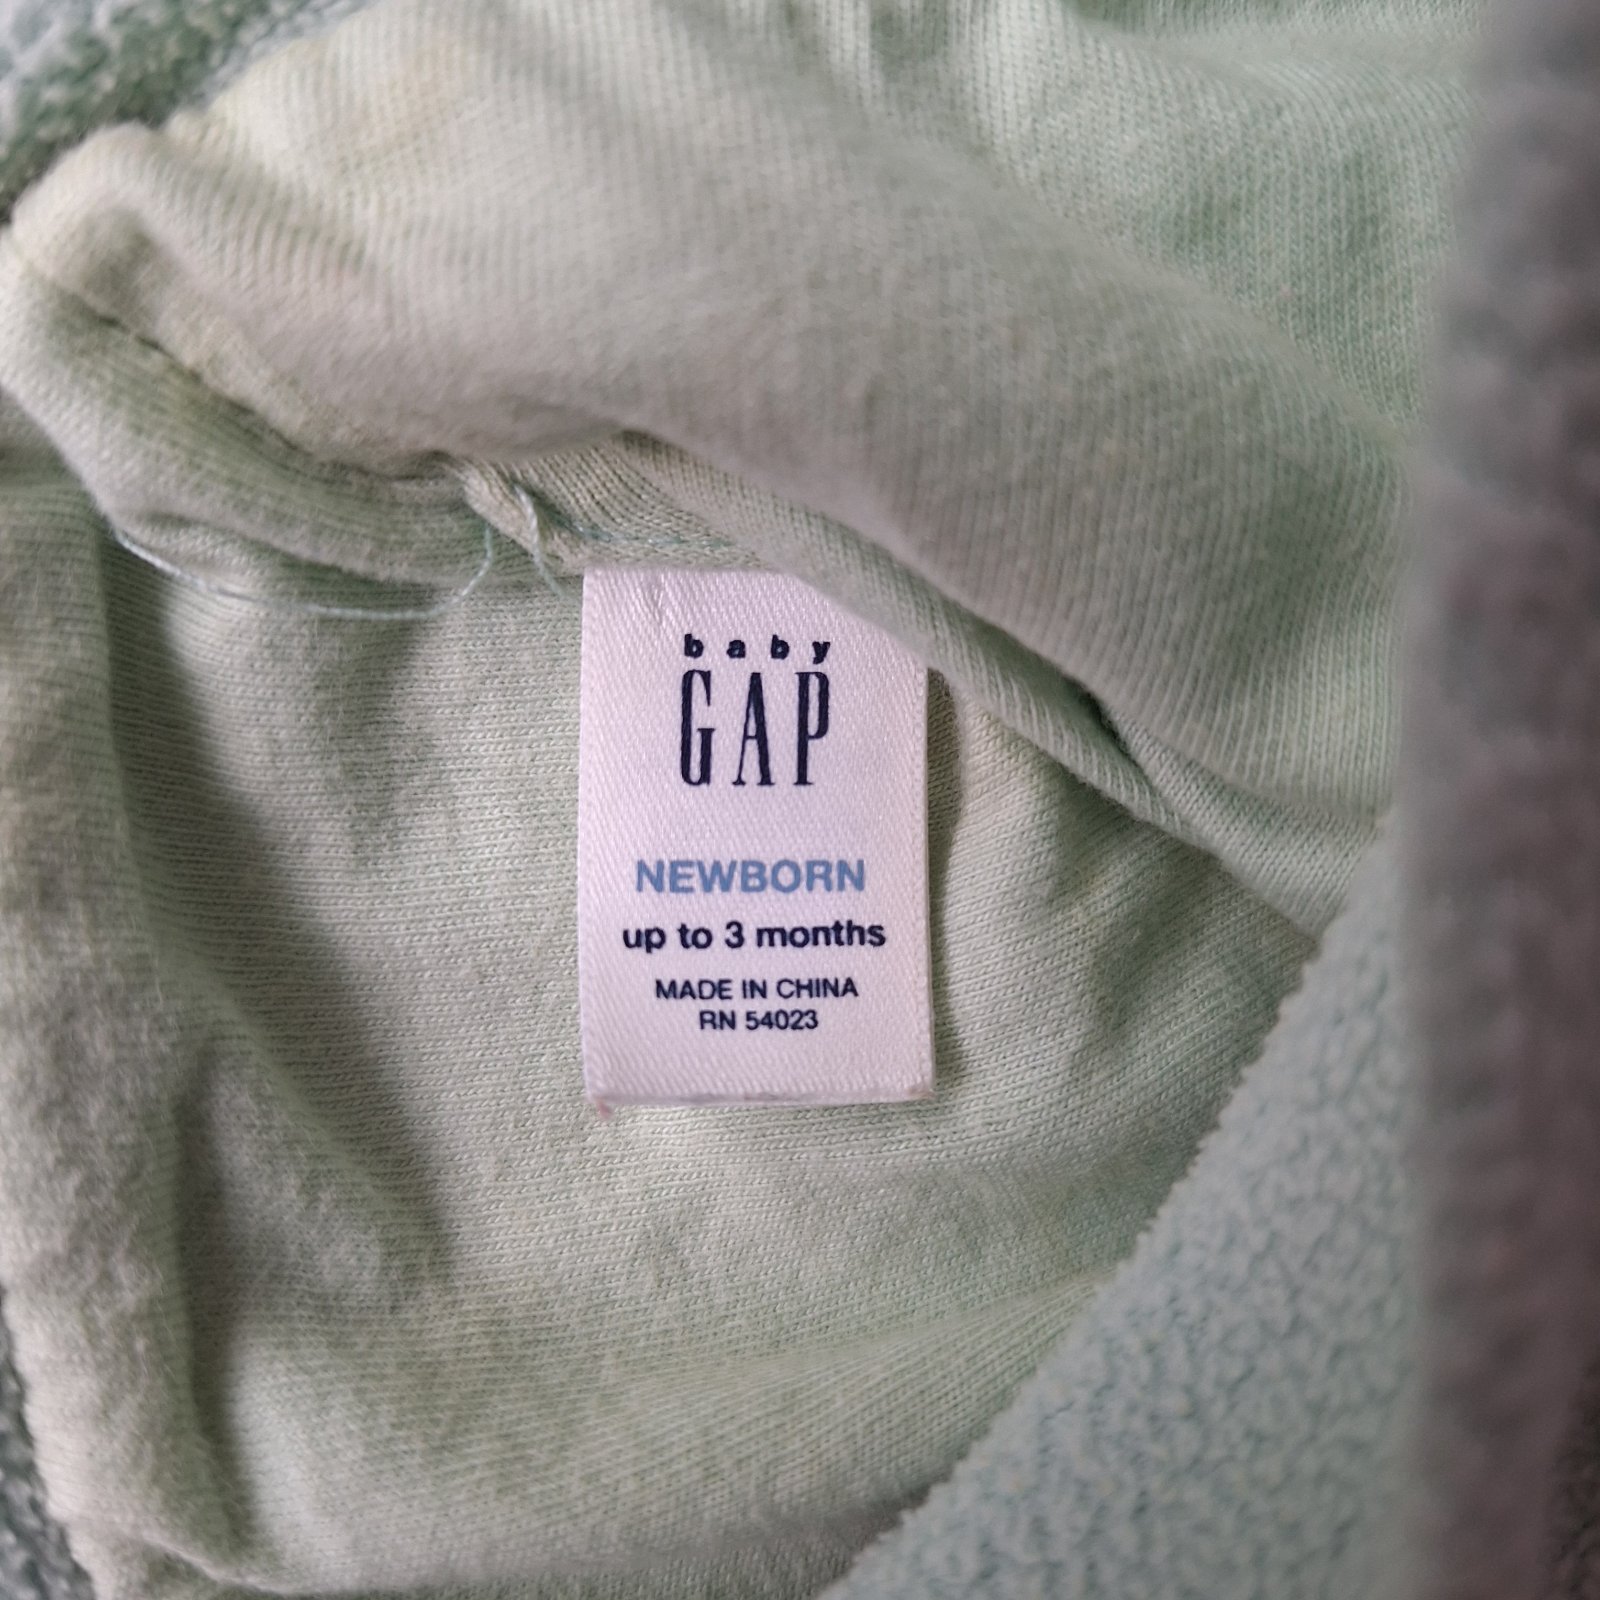 baby
GAP
NEWBORN
up to 3 months
MADE IN CHINA
RN 54023